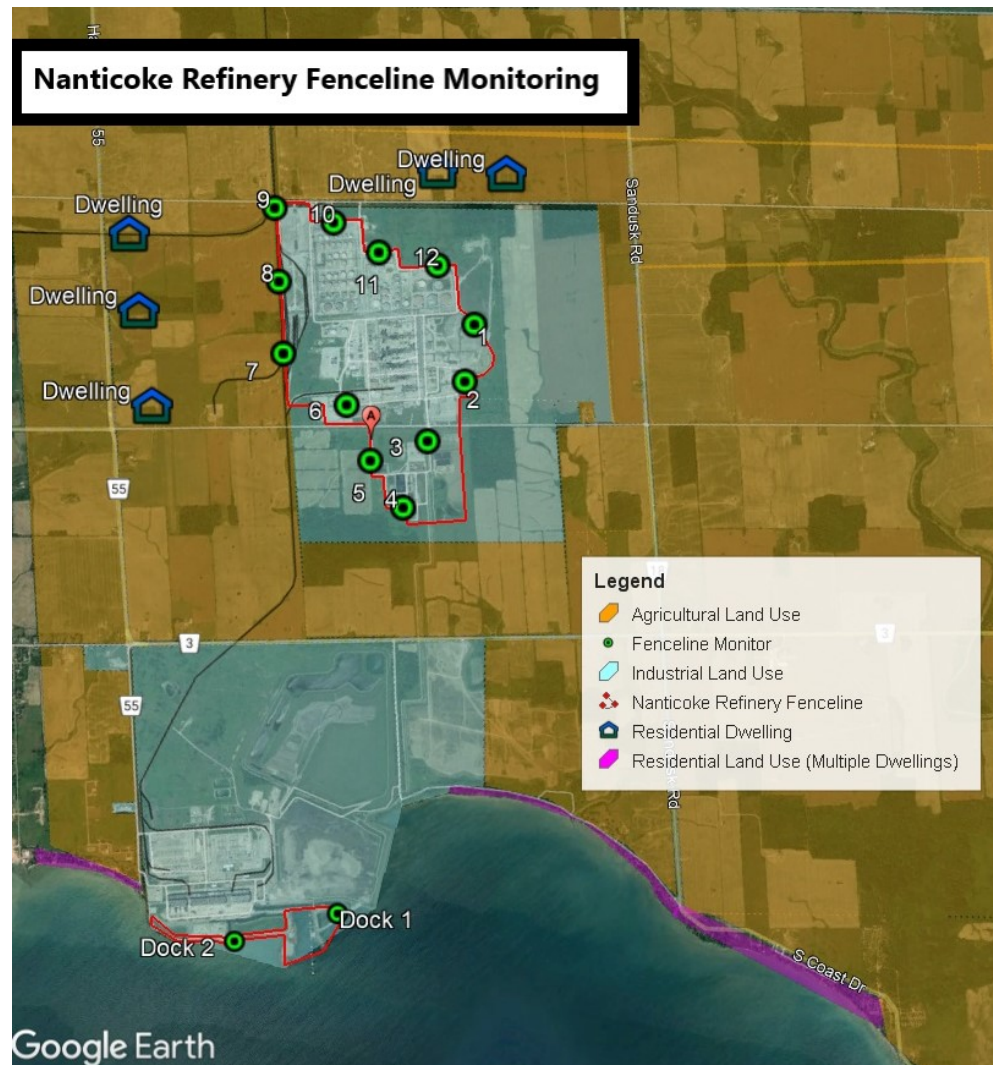 Nanticoke Refinery Fenceline Monitoring
55
Dwelling
Dwelling
Dwelling
Sandusk Rd
9
10
12
8
11
Dwelling
1
7
Dwelling
6
2
A
3
55
5
4
Legend
Agricultural Land Use
Fenceline Monitor
Industrial Land Use
Nanticoke Refinery Fenceline
Residential Dwelling
Residential Land Use (Multiple Dwellings)
3
3
55
Dock 1
Dock 2
S Coast Dr
Google Earth